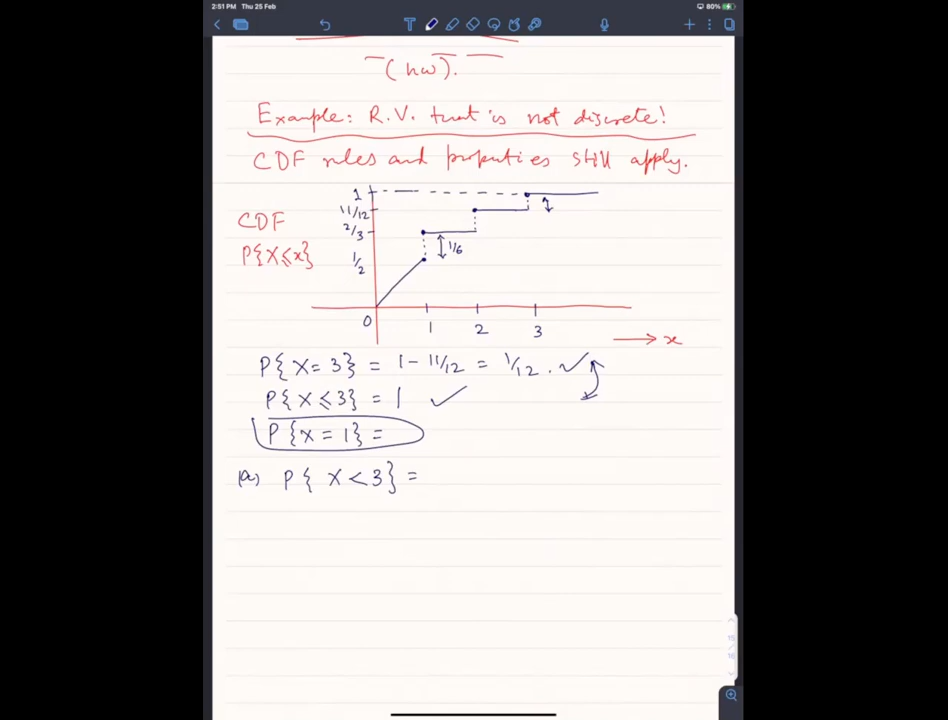 2:51 PM Thu 25 Feb 80%
(hw).
Example: R.V. that is not discrete!
CDF rules and properties still apply.
1
11/12
CDF
2/3
P{X≤x}
1/2
1/6
0 1 2 3
→ x
P{X=3} = 1 - 11/12 = 1/12. ✓
P{X≤3} = 1 ✓
P{X=1} =
(a) P{X<3} =
15
16